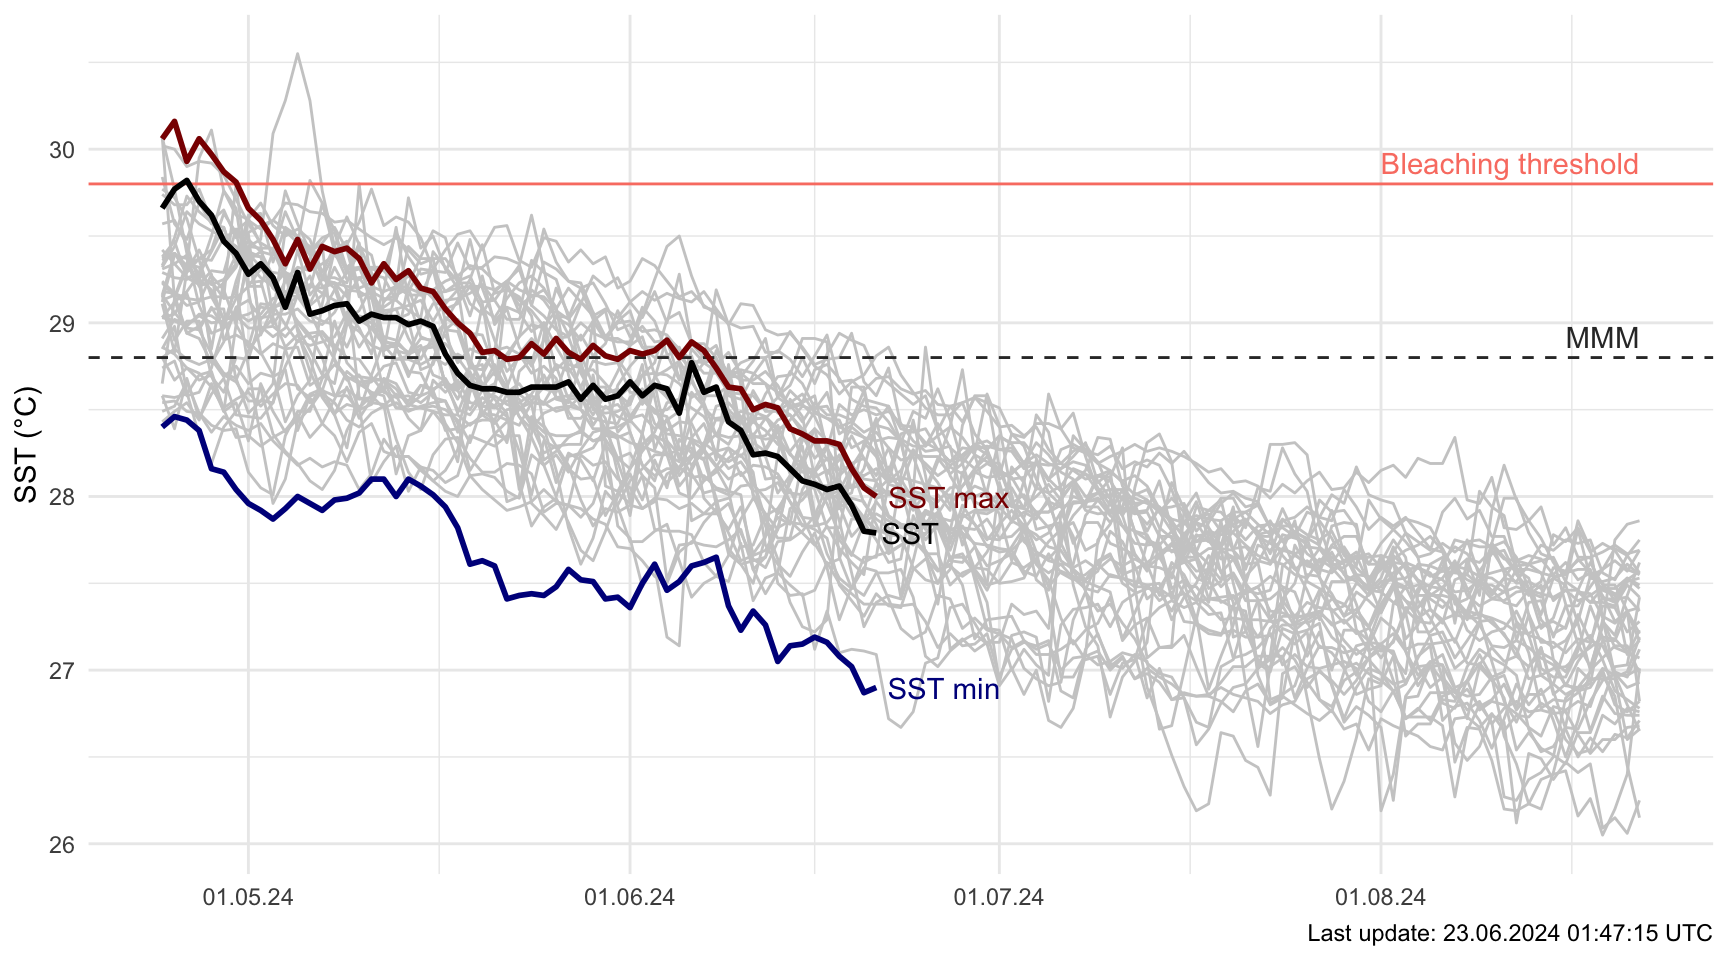 30
29
28
27
26
SST (°C)
Bleaching threshold
MMM
SST max
SST
SST min
01.05.24
01.06.24
01.07.24
01.08.24
Last update: 23.06.2024 01:47:15 UTC